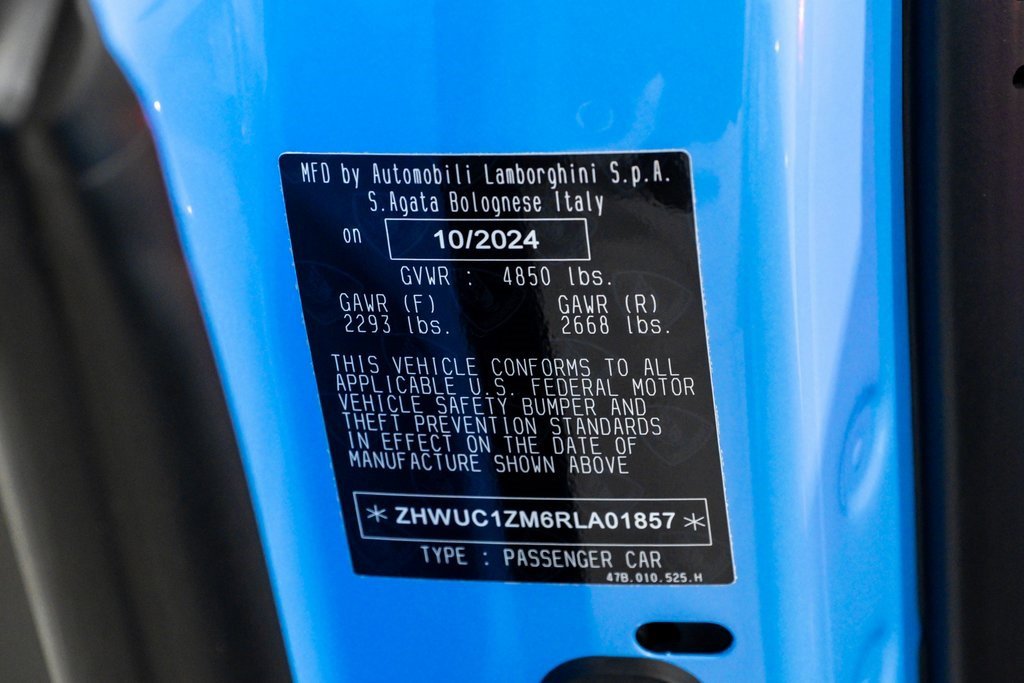 MFD by Automobili Lamborghini S.p.A.
S.Agata Bolognese Italy
on 10/2024
GVWR : 4850 lbs.
GAWR (F) GAWR (R)
2293 lbs. 2668 lbs.
THIS VEHICLE CONFORMS TO ALL
APPLICABLE U.S. FEDERAL MOTOR
VEHICLE SAFETY BUMPER AND
THEFT PREVENTION STANDARDS
IN EFFECT ON THE DATE OF
MANUFACTURE SHOWN ABOVE
* ZHWUC1ZM6RLA01857 *
TYPE : PASSENGER CAR
47B.010.525.H